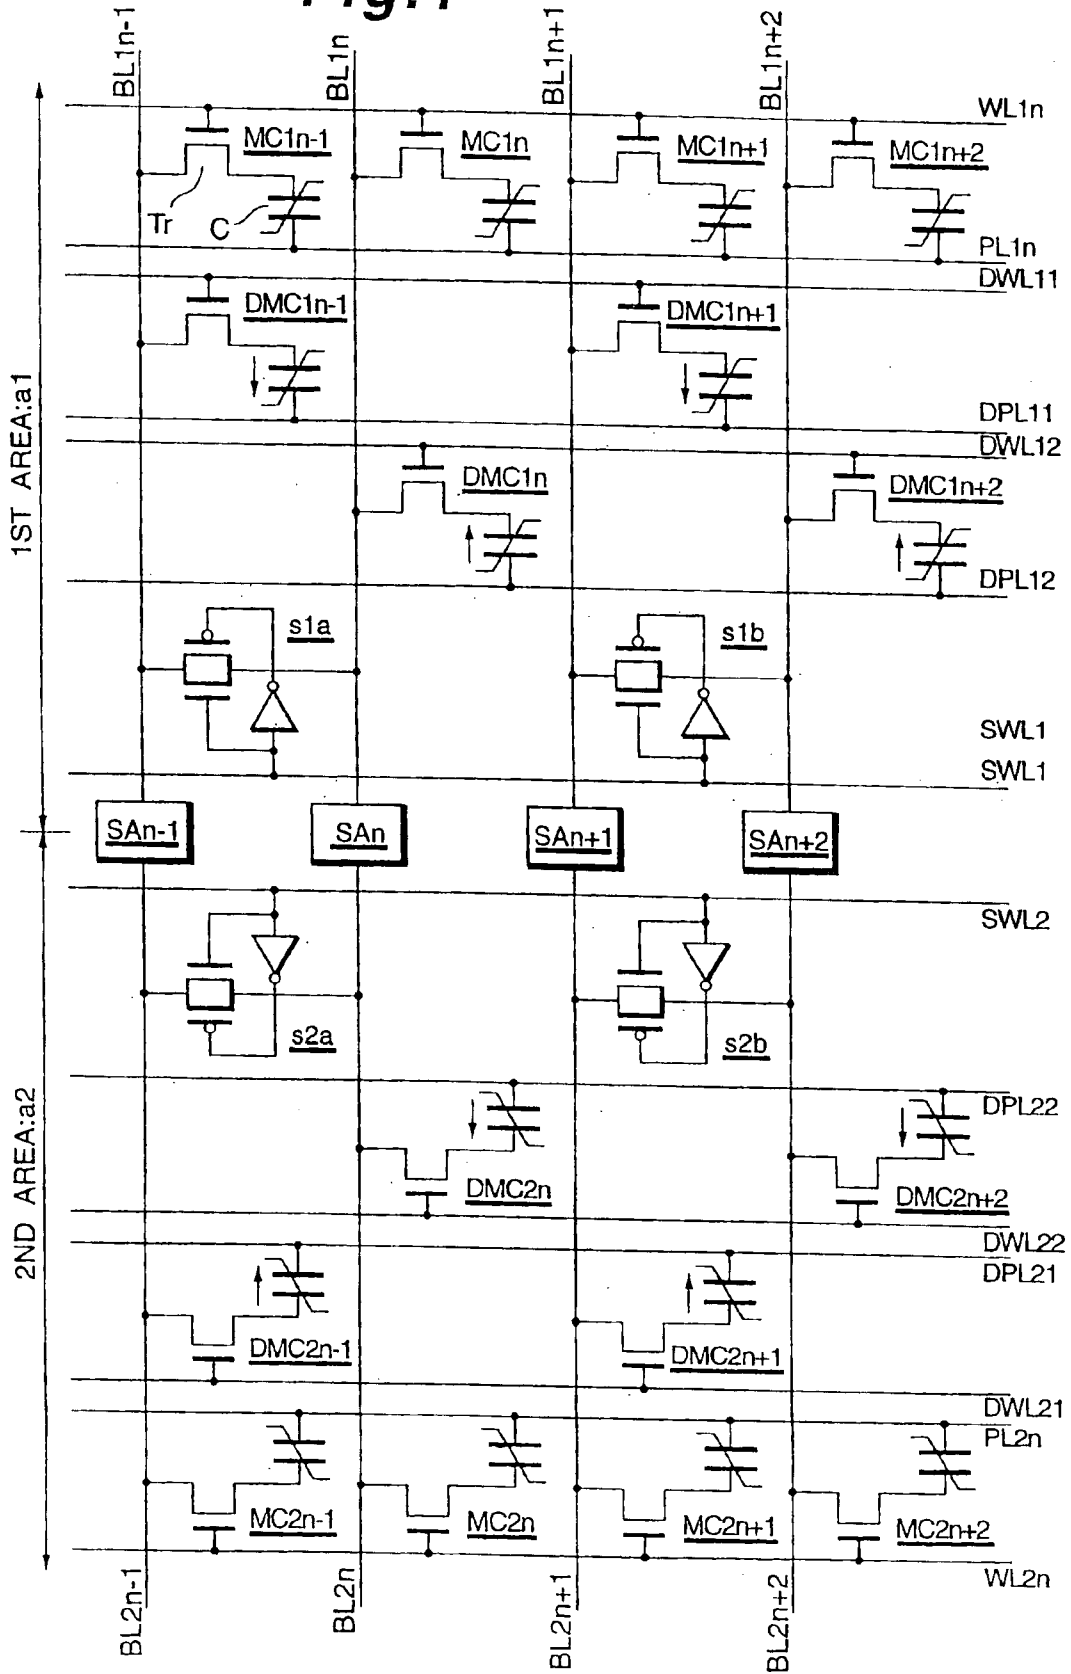 Fig.1
BL1n-1
BL1n
BL1n+1
BL1n+2
WL1n
MC1n-1
MC1n
MC1n+1
MC1n+2
Tr
C
PL1n
DWL11
DMC1n-1
DMC1n+1
DPL11
DWL12
DMC1n
DMC1n+2
DPL12
1ST AREA:a1
s1a
s1b
SWL1
SWL1
SAn-1
SAn
SAn+1
SAn+2
SWL2
s2a
s2b
2ND AREA:a2
DPL22
DMC2n
DMC2n+2
DWL22
DPL21
DMC2n-1
DMC2n+1
DWL21
PL2n
MC2n-1
MC2n
MC2n+1
MC2n+2
WL2n
BL2n-1
BL2n
BL2n+1
BL2n+2